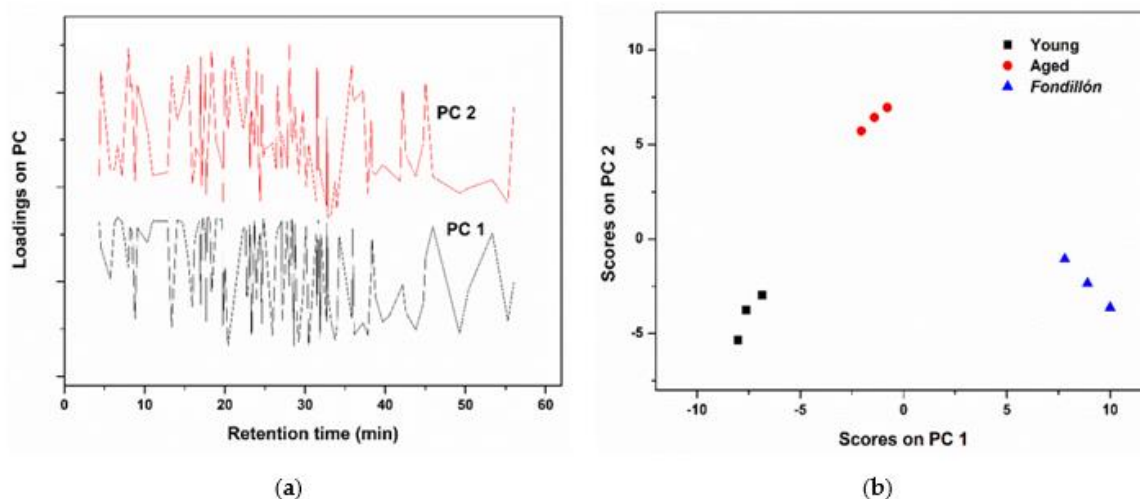 Loadings on PC
PC 2
PC 1
0 10 20 30 40 50 60
Retention time (min)
(a)
Scores on PC 2
10
5
0
-5
Young
Aged
Fondillón
-10 -5 0 5 10
Scores on PC 1
(b)